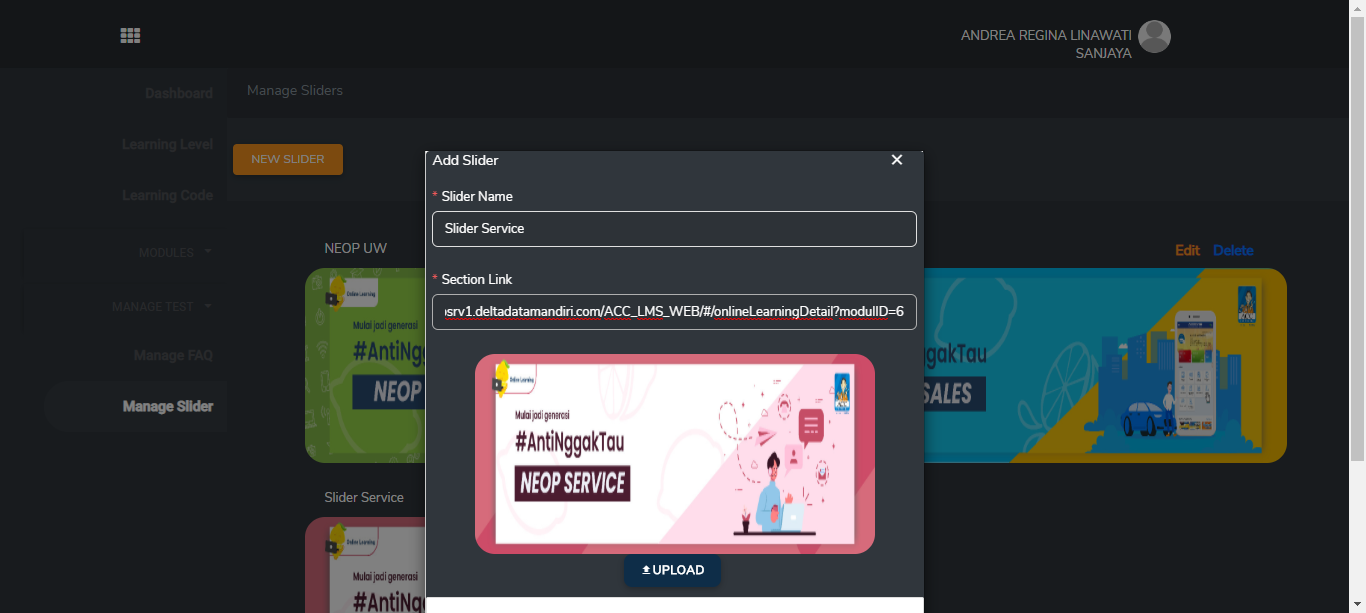 ANDREA REGINA LINAWATI
SANJAYA
Dashboard
Learning Level
Learning Code
MODULES
MANAGE TEST
Manage FAQ
Manage Slider
Manage Sliders
NEW SLIDER
NEOP UW
Edit Delete
Online Learning
Mulai jadi generasi
#AntiNgg
NEOP
gakTau
SALES
Slider Service
Online Learning
Mulai jadi generasi
#AntiNgg
Add Slider
* Slider Name
Slider Service
* Section Link
srv1.deltadatamandiri.com/ACC_LMS_WEB/#/onlineLearningDetail?modulID=6
Online Learning
Mulai jadi generasi
#AntiNggakTau
NEOP SERVICE
UPLOAD